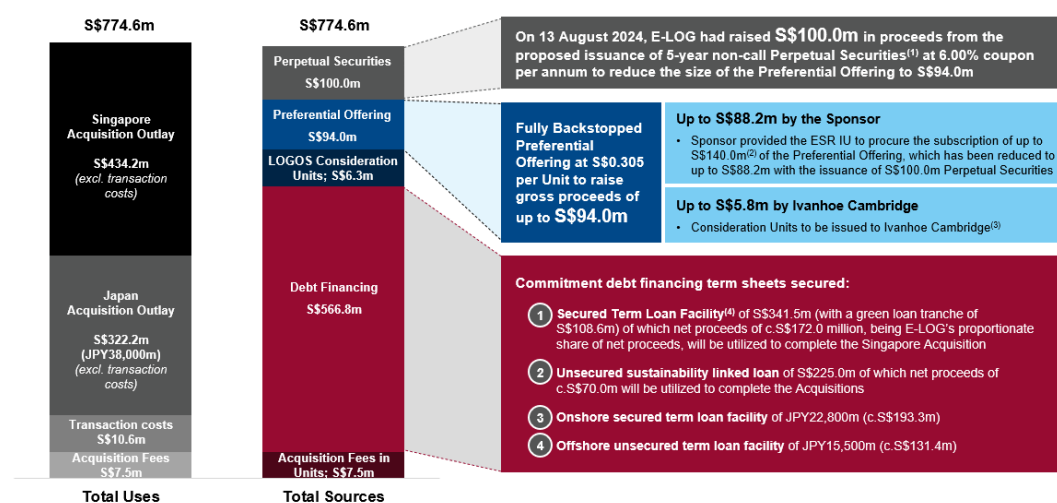 S$774.6m
Singapore
Acquisition Outlay
S$434.2m
(excl. transaction
costs)
Japan
Acquisition Outlay
S$322.2m
(JPY38,000m)
(excl. transaction
costs)
Transaction costs
S$10.6m
Acquisition Fees
S$7.5m
Total Uses
S$774.6m
Perpetual Securities
S$100.0m
Preferential Offering
S$94.0m
LOGOS Consideration
Units; S$6.3m
Debt Financing
S$566.8m
Acquisition Fees in
Units; S$7.5m
Total Sources
On 13 August 2024, E-LOG had raised S$100.0m in proceeds from the
proposed issuance of 5-year non-call Perpetual Securities(1) at 6.00% coupon
per annum to reduce the size of the Preferential Offering to S$94.0m
Fully Backstopped
Preferential
Offering at S$0.305
per Unit to raise
gross proceeds of
up to S$94.0m
Up to S$88.2m by the Sponsor
• Sponsor provided the ESR IU to procure the subscription of up to
S$140.0m(2) of the Preferential Offering, which has been reduced to
up to S$88.2m with the issuance of S$100.0m Perpetual Securities
Up to S$5.8m by Ivanhoe Cambridge
• Consideration Units to be issued to Ivanhoe Cambridge(3)
Commitment debt financing term sheets secured:
1 Secured Term Loan Facility(4) of S$341.5m (with a green loan tranche of
S$108.6m) of which net proceeds of c.S$172.0 million, being E-LOG's proportionate
share of net proceeds, will be utilized to complete the Singapore Acquisition
2 Unsecured sustainability linked loan of S$225.0m of which net proceeds of
c.S$70.0m will be utilized to complete the Acquisitions
3 Onshore secured term loan facility of JPY22,800m (c.S$193.3m)
4 Offshore unsecured term loan facility of JPY15,500m (c.S$131.4m)